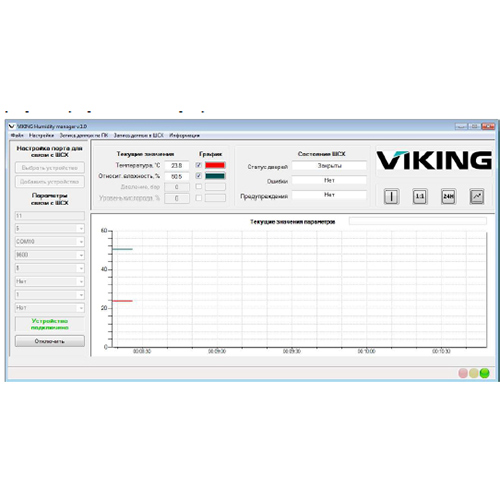 VIKING Humidity manager v.3.0
Файл Настройки Запись данных на ПК Запись данных в ШСХ Информация
Настройка порта для связи с ШСХ
Выбрать устройство
Добавить устройство
Параметры связи с ШСХ
11
5
COM10
9600
8
Нет
1
Нет
Устройство подключено
Отключить
Текущие значения График
Температура, °C 23.8
Относит. влажность, % 50.5
Давление, бар 0
Уровень кислорода, % 0
Состояние ШСХ
Статус дверей Закрыты
Ошибки Нет
Предупреждения Нет
VIKING
1:1
24H
Текущие значения параметров
60
40
20
0
00:08:30 00:09:00 00:09:30 00:10:00 00:10:30